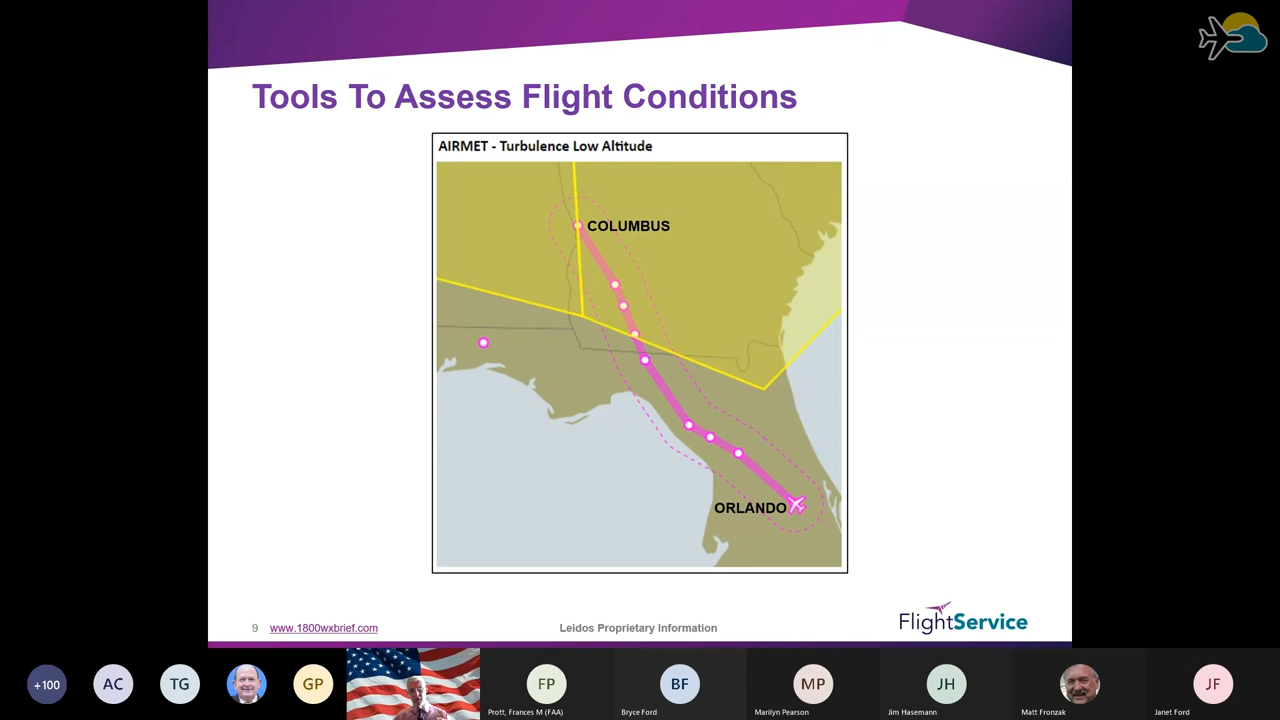 Tools To Assess Flight Conditions
AIRMET - Turbulence Low Altitude
COLUMBUS
ORLANDO
9 www.1800wxbrief.com
Leidos Proprietary Information
FlightService
+100
AC
TG
GP
FP
Prott, Frances M (FAA)
BF
Bryce Ford
MP
Marilyn Pearson
JH
Jim Hasemann
Matt Fronzak
JF
Janet Ford